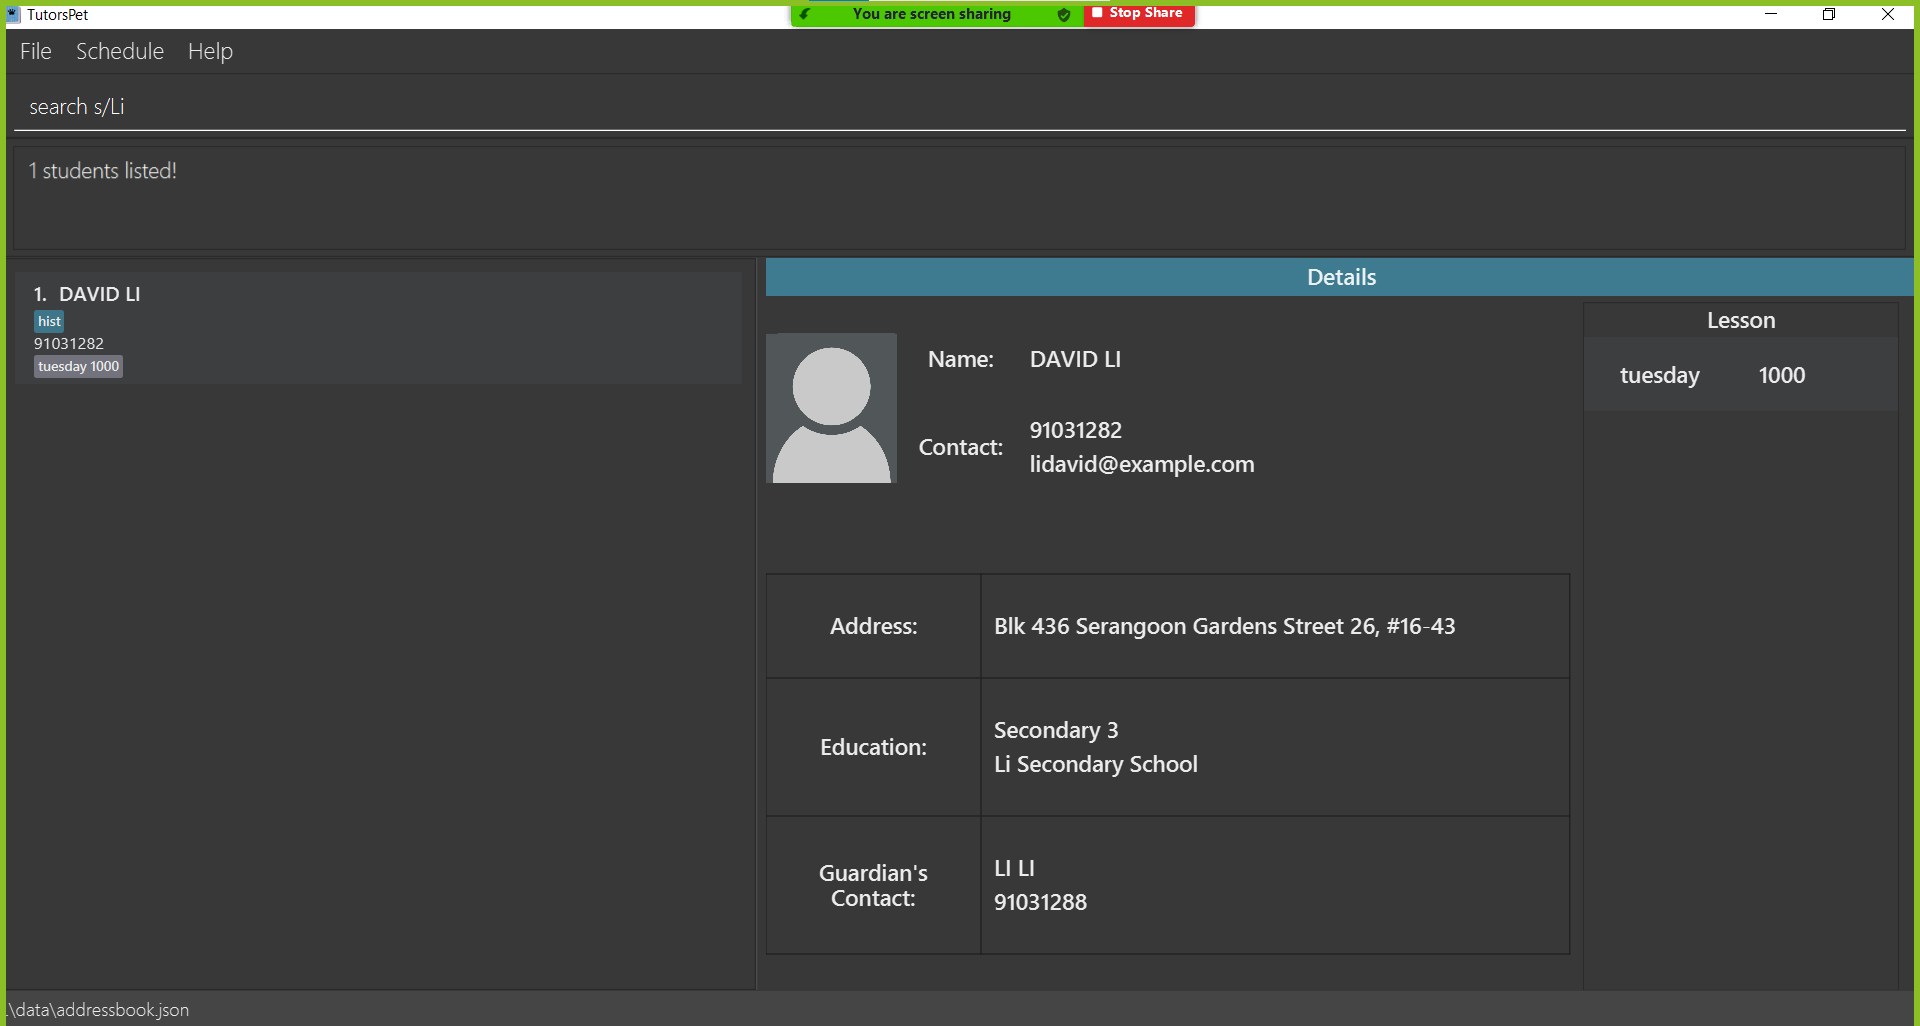 TutorsPet
You are screen sharing
Stop Share
File Schedule Help
search s/Li
1 students listed!
1. DAVID LI
hist
91031282
tuesday 1000
Details
Name: DAVID LI
Contact: 91031282
lidavid@example.com
Lesson
tuesday 1000
Address: Blk 436 Serangoon Gardens Street 26, #16-43
Education: Secondary 3
Li Secondary School
Guardian's
Contact:
LI LI
91031288
.\data\addressbook.json